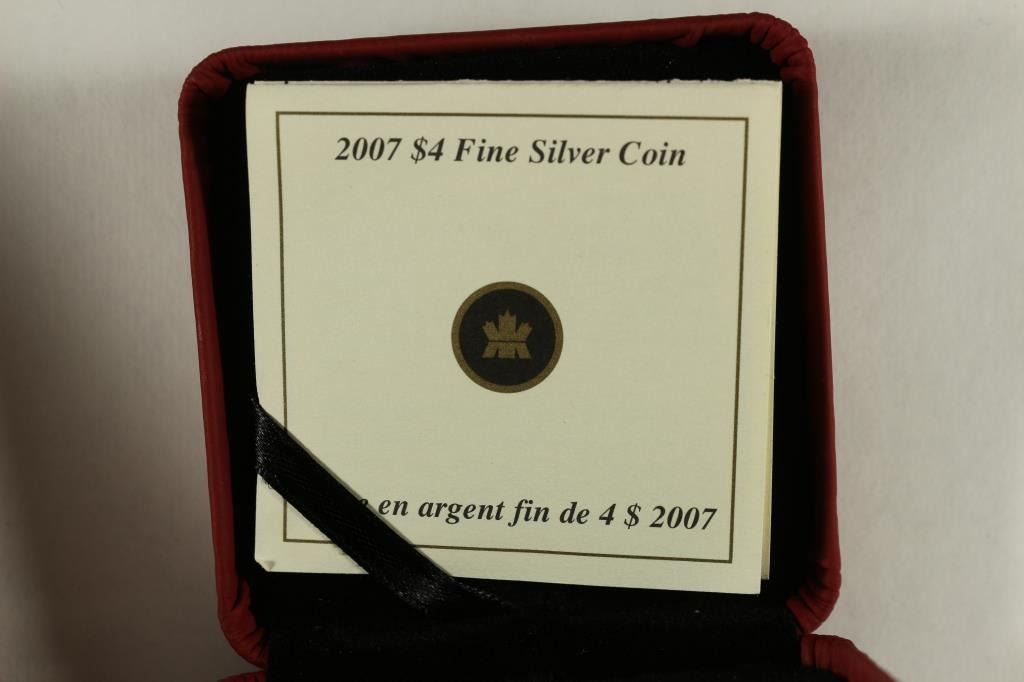 2007 $4 Fine Silver Coin
en argent fin de 4 $ 2007